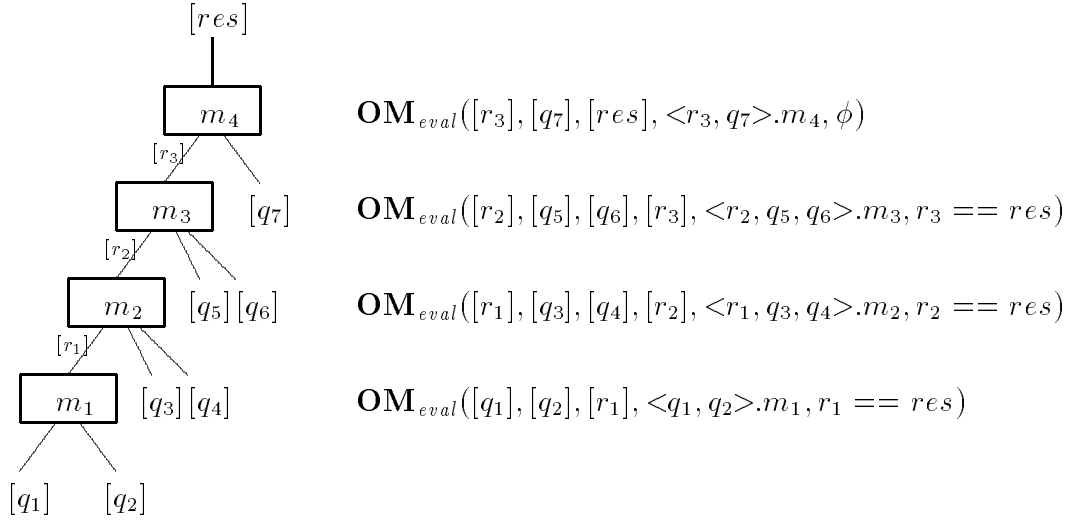 [res]
m₄ OM_eval([r₃], [q₇], [res], <r₃, q₇>.m₄, ϕ)
[r₃]
m₃ [q₇] OM_eval([r₂], [q₅], [q₆], [r₃], <r₂, q₅, q₆>.m₃, r₃ == res)
[r₂]
m₂ [q₅] [q₆] OM_eval([r₁], [q₃], [q₄], [r₂], <r₁, q₃, q₄>.m₂, r₂ == res)
[r₁]
m₁ [q₃] [q₄] OM_eval([q₁], [q₂], [r₁], <q₁, q₂>.m₁, r₁ == res)
[q₁] [q₂]